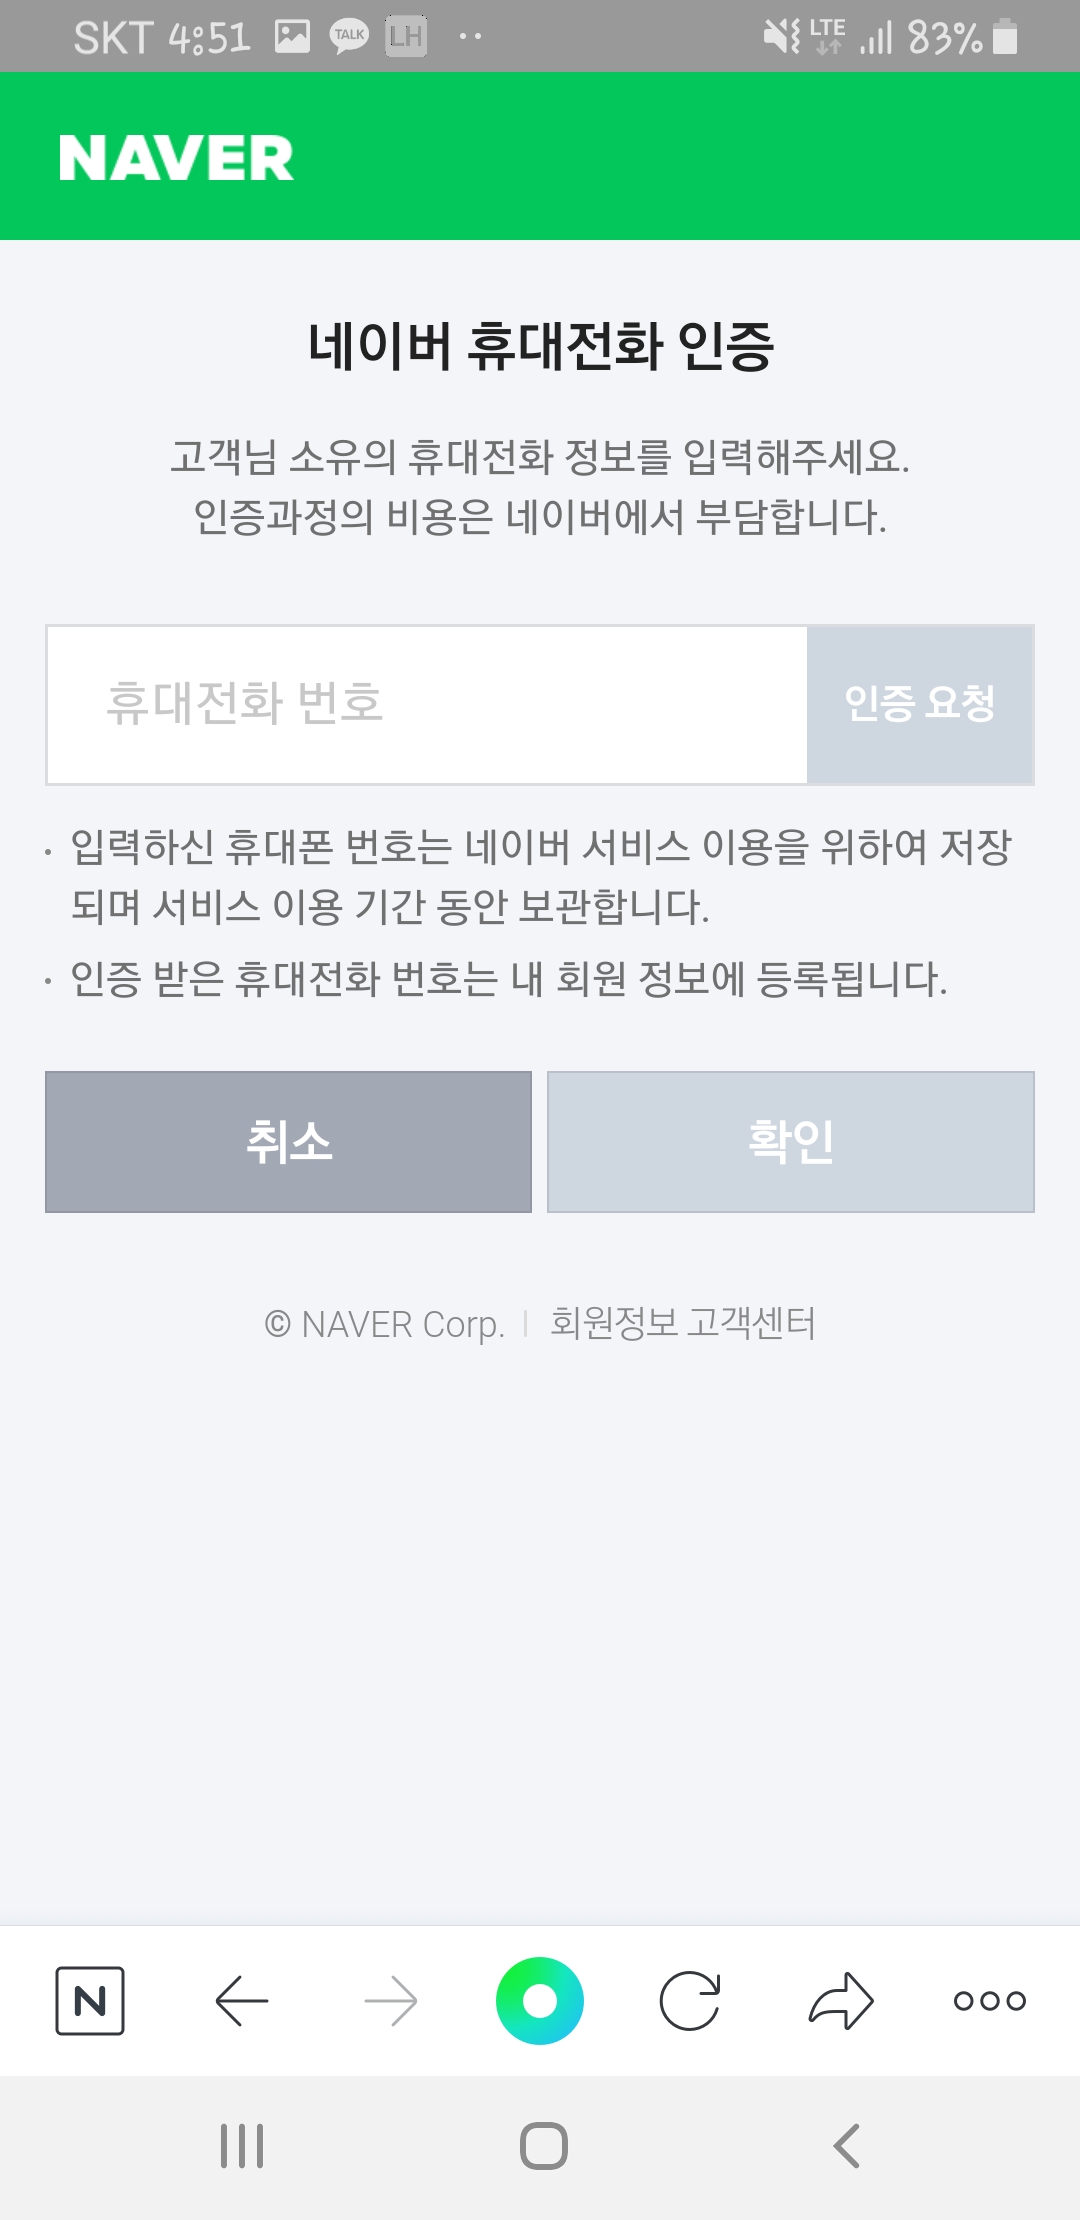 SKT 4:51 TALK LH LTE 83%
NAVER
네이버 휴대전화 인증
고객님 소유의 휴대전화 정보를 입력해주세요.
인증과정의 비용은 네이버에서 부담합니다.
휴대전화 번호 인증 요청
· 입력하신 휴대폰 번호는 네이버 서비스 이용을 위하여 저장
되며 서비스 이용 기간 동안 보관합니다.
· 인증 받은 휴대전화 번호는 내 회원 정보에 등록됩니다.
취소 확인
© NAVER Corp. | 회원정보 고객센터
N